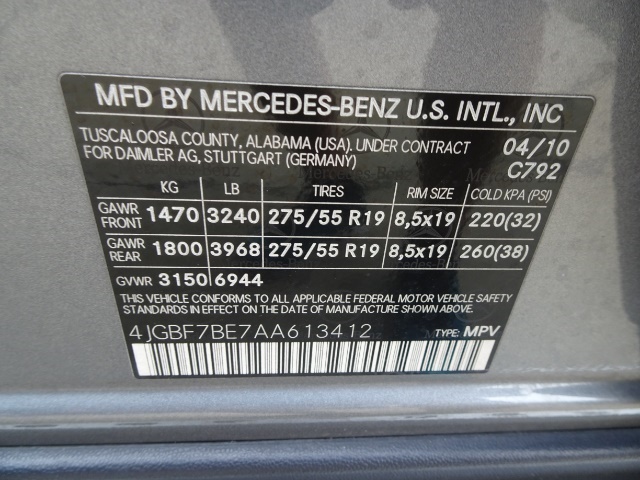 MFD BY MERCEDES-BENZ U.S. INTL., INC
TUSCALOOSA COUNTY, ALABAMA (USA). UNDER CONTRACT 04/10
FOR DAIMLER AG, STUTTGART (GERMANY) C792
KG LB TIRES RIM SIZE COLD KPA (PSI)
GAWR FRONT 1470 3240 275/55 R19 8,5x19 220(32)
GAWR REAR 1800 3968 275/55 R19 8,5x19 260(38)
GVWR 3150 6944
THIS VEHICLE CONFORMS TO ALL APPLICABLE FEDERAL MOTOR VEHICLE SAFETY
STANDARDS IN EFFECT ON THE DATE OF MANUFACTURE SHOWN ABOVE.
4JGBF7BE7AA613412 TYPE: MPV